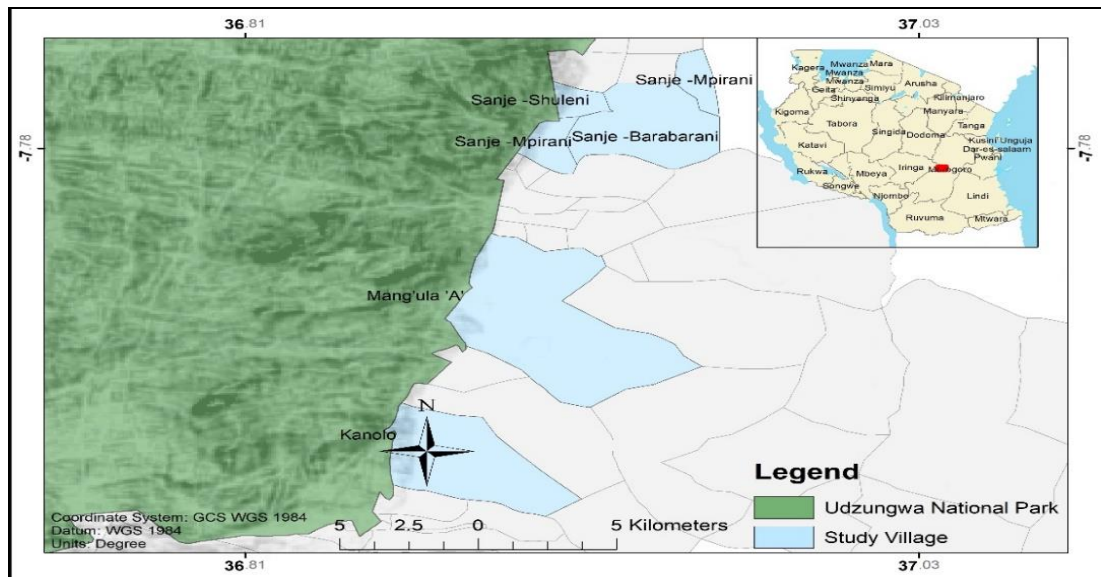 36.81
37.03
-7.78
-7.78
Sanje -Mpirani
Sanje -Shuleni
Sanje -Mpirani
Sanje -Barabarani
Mang'ula 'A'
Kanolo
N
Kagera
Mwanza
Mara
Mwanza
Mwanza
Geita
Simiyu
Arusha
Shinyanga
Kilimanjaro
Kigoma
Manyara
Tabora
Tanga
Singida
Dodoma
Kusini Unguja
Dar-es-salaam
Pwani
Katavi
Iringa
Rukwa
Mbeya
Songwe
Njombe
Lindi
Ruvuma
Mtwara
Legend
Udzungwa National Park
Study Village
Coordinate System: GCS WGS 1984
Datum: WGS 1984
Units: Degree
5 2.5 0 5 Kilometers
36.81
37.03